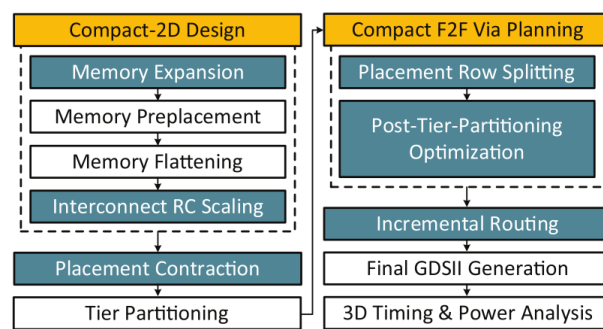 Compact-2D Design
Memory Expansion
Memory Preplacement
Memory Flattening
Interconnect RC Scaling
Placement Contraction
Tier Partitioning
Compact F2F Via Planning
Placement Row Splitting
Post-Tier-Partitioning
Optimization
Incremental Routing
Final GDSII Generation
3D Timing & Power Analysis